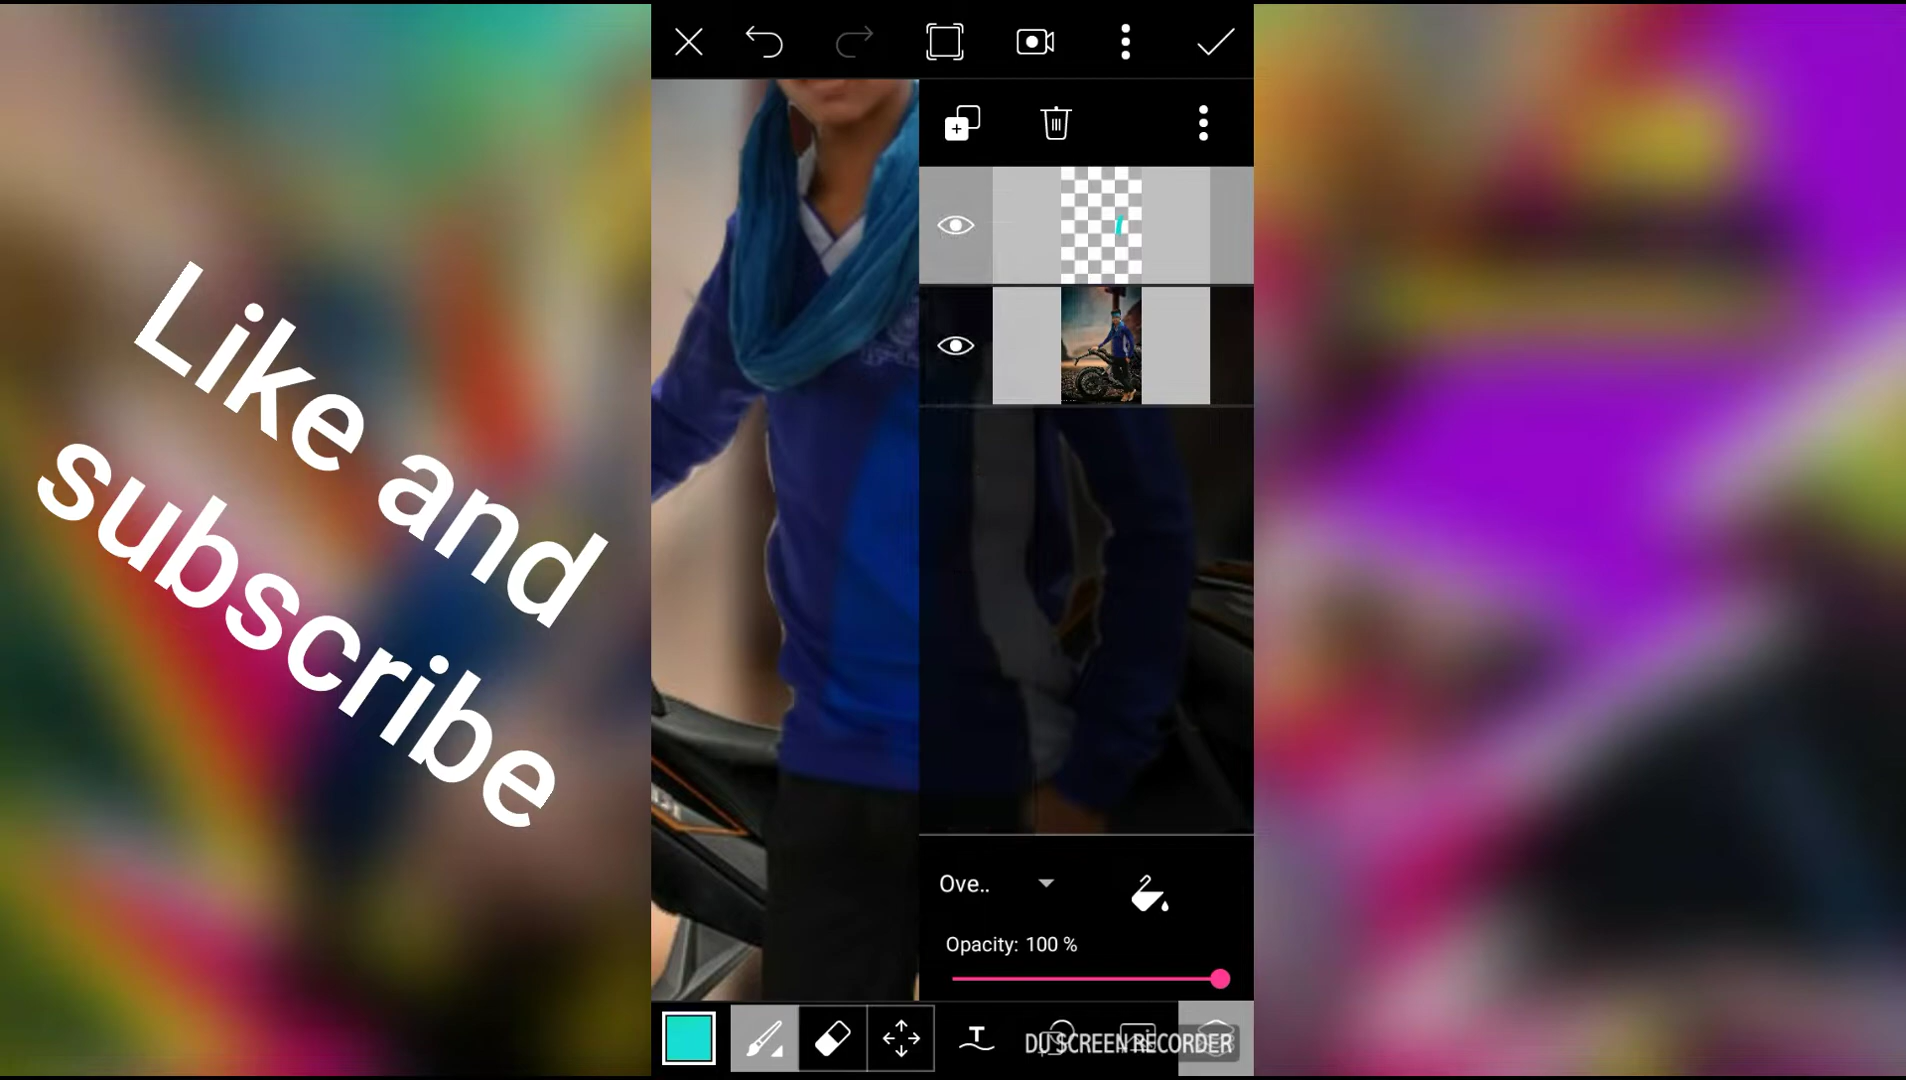 Like and
subscribe
Ove..
Opacity: 100 %
T
DU SCREEN RECORDER